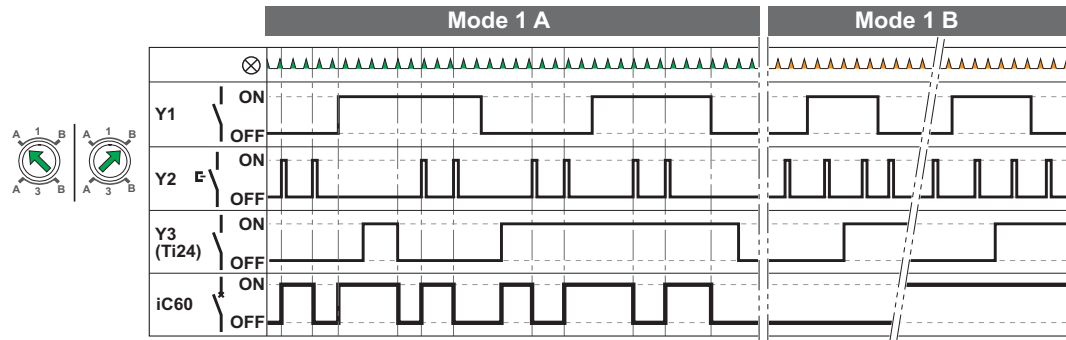 Mode 1 A
Mode 1 B
Y1
ON
OFF
A 1 B
A 3 B
A 1 B
A 3 B
Y2
ON
OFF
Y3
(Ti24)
ON
OFF
iC60
ON
OFF